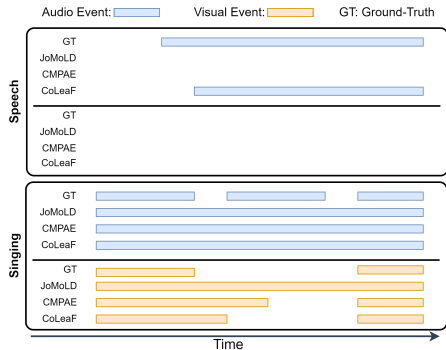 Audio Event: Visual Event: GT: Ground-Truth
Speech
GT
JoMoLD
CMPAE
CoLeaF
GT
JoMoLD
CMPAE
CoLeaF
Singing
GT
JoMoLD
CMPAE
CoLeaF
GT
JoMoLD
CMPAE
CoLeaF
Time